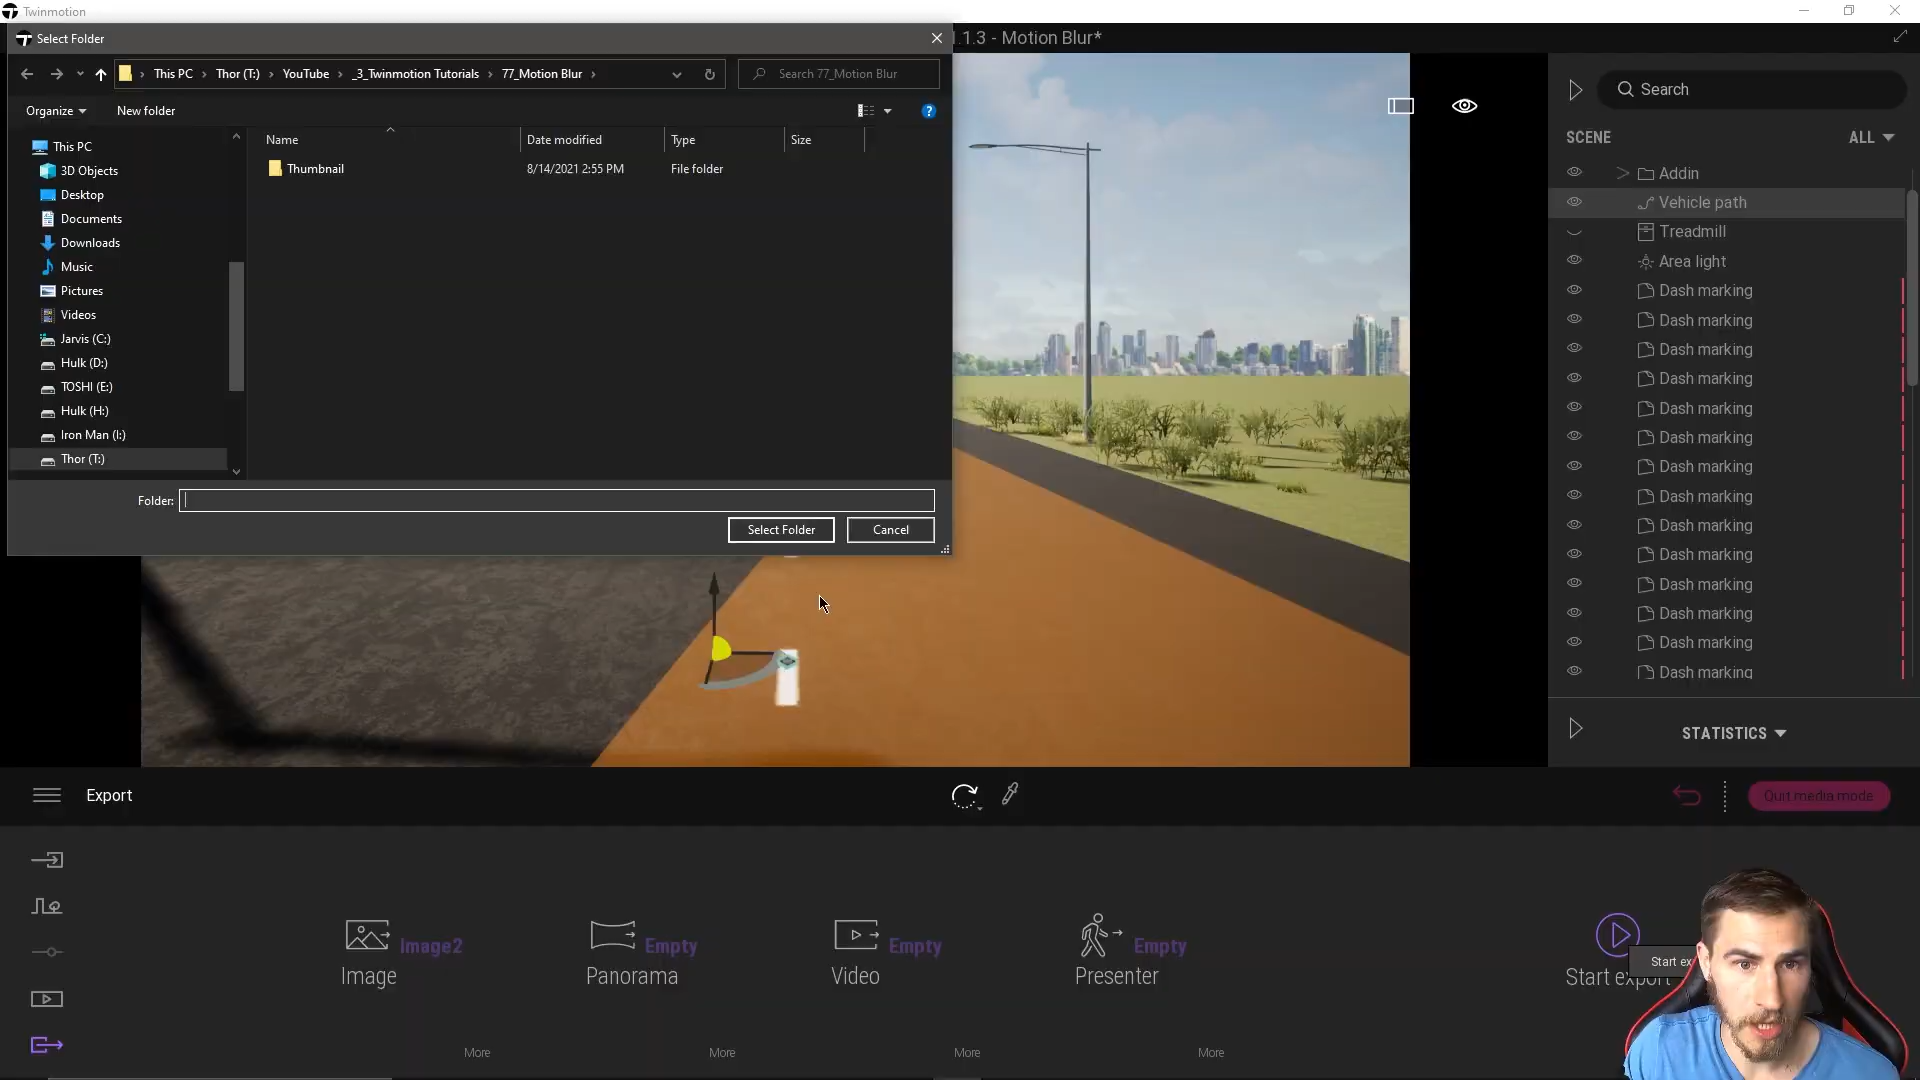 Twinmotion
Select Folder
1.1.3 - Motion Blur*
This PC > Thor (T:) > YouTube > _3_Twinmotion Tutorials > 77_Motion Blur >
Search 77_Motion Blur
Organize
New folder
Name
Date modified
Type
Size
Thumbnail
8/14/2021 2:55 PM
File folder
This PC
3D Objects
Desktop
Documents
Downloads
Music
Pictures
Videos
Jarvis (C:)
Hulk (D:)
TOSHI (E:)
Hulk (H:)
Iron Man (I:)
Thor (T:)
Folder:
Select Folder
Cancel
Search
SCENE
ALL
Addin
Vehicle path
Treadmill
Area light
Dash marking
Dash marking
Dash marking
Dash marking
Dash marking
Dash marking
Dash marking
Dash marking
Dash marking
Dash marking
Dash marking
Dash marking
Dash marking
Dash marking
STATISTICS
Export
Quit media mode
Image2
Image
Empty
Panorama
Empty
Video
Empty
Presenter
Start ex
Start export
More
More
More
More